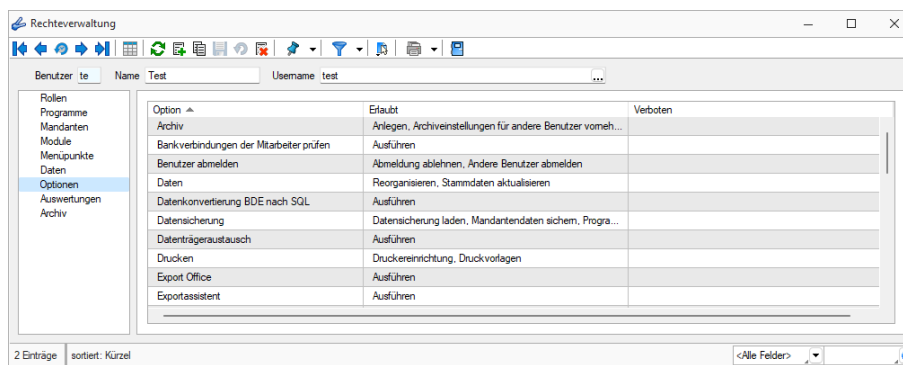 Rechteverwaltung
Benutzer te Name Test Username test ...
Rollen
Programme
Mandanten
Module
Menüpunkte
Daten
Optionen
Auswertungen
Archiv
Option Erlaubt Verboten
Archiv Anlegen, Archiveinstellungen für andere Benutzer vorneh...
Bankverbindungen der Mitarbeiter prüfen Ausführen
Benutzer abmelden Abmeldung ablehnen, Andere Benutzer abmelden
Daten Reorganisieren, Stammdaten aktualisieren
Datenkonvertierung BDE nach SQL Ausführen
Datensicherung Datensicherung laden, Mandantendaten sichern, Progra...
Datenträgeraustausch Ausführen
Drucken Druckereinrichtung, Druckvorlagen
Export Office Ausführen
Exportassistent Ausführen
2 Einträge sortiert: Kürzel <Alle Felder>